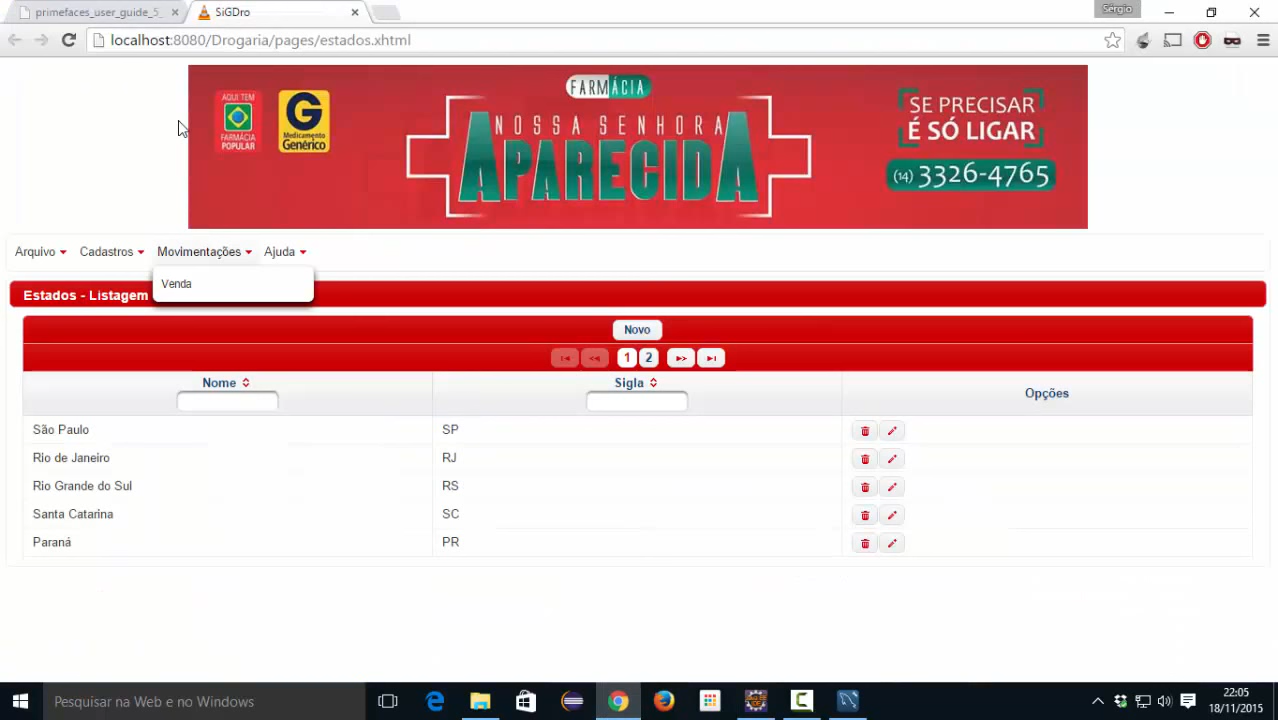 primefaces_user_guide_5_
SiGDro
Sérgio
localhost:8080/Drogaria/pages/estados.xhtml
AQUI TEM
FARMÁCIA
POPULAR
G
Medicamento
Genérico
FARMÁCIA
NOSSA SENHORA
APARECIDA
SE PRECISAR
É SÓ LIGAR
(14) 3326-4765
Arquivo Cadastros Movimentações Ajuda
Venda
Estados - Listagem
Novo
1 2
Nome Sigla Opções
São Paulo SP
Rio de Janeiro RJ
Rio Grande do Sul RS
Santa Catarina SC
Paraná PR
Pesquisar na Web e no Windows
22:05
18/11/2015